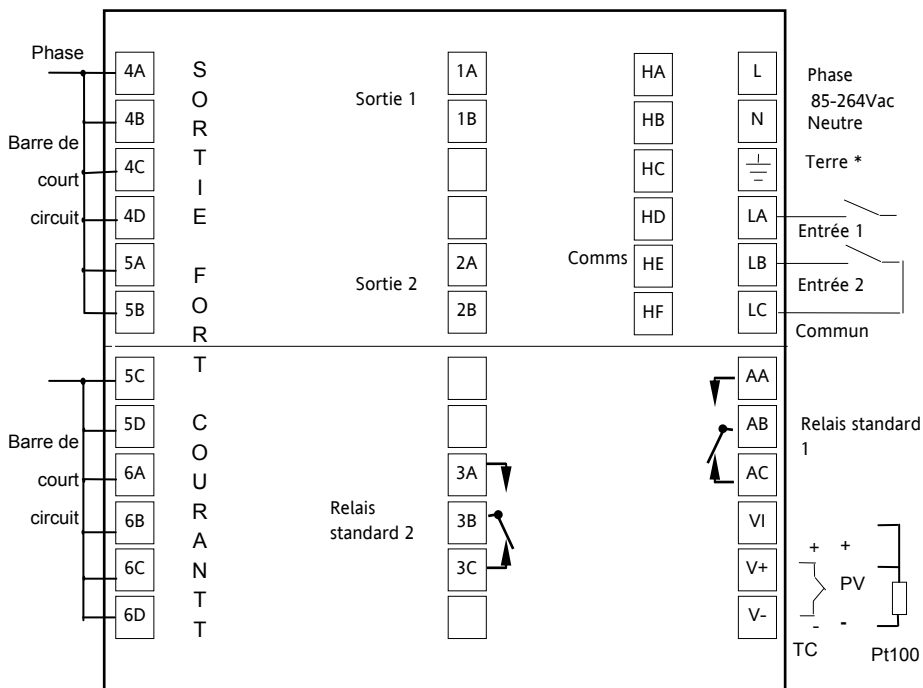 Phase
4A
4B
Barre de
court
4C
circuit
4D
5A
5B
5C
5D
Barre de
court
6A
circuit
6B
6C
6D
S
O
R
T
I
E
F
O
R
T
C
O
U
R
A
N
T
T
Sortie 1
1A
1B
Sortie 2
2A
2B
Relais
standard 2
3A
3B
3C
HA
HB
HC
HD
Comms
HE
HF
L
N
LA
LB
LC
AA
AB
AC
VI
V+
V-
Phase
85-264Vac
Neutre
Terre *
Entrée 1
Entrée 2
Commun
Relais standard
1
+ +
PV
- -
TC
Pt100